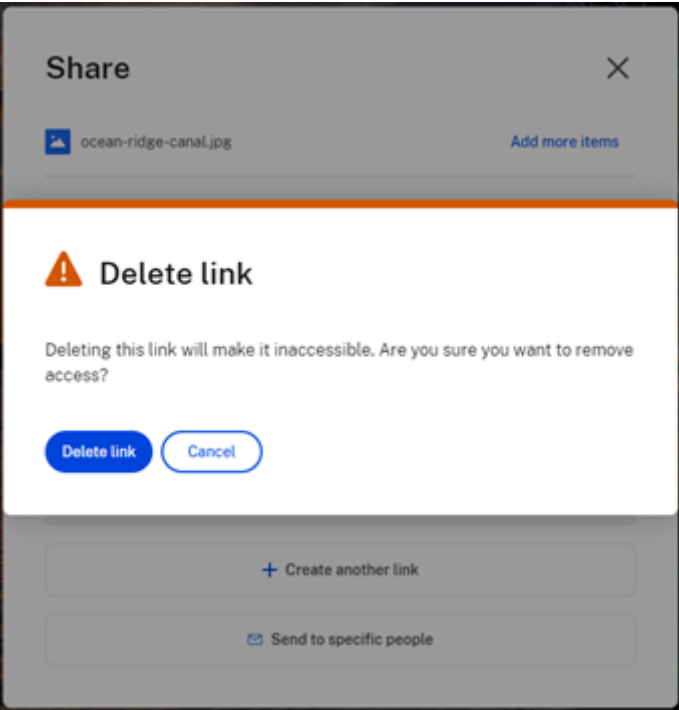 Share
ocean-ridge-canal.jpg
Add more items
Delete link
Deleting this link will make it inaccessible. Are you sure you want to remove
access?
Delete link
Cancel
Create another link
Send to specific people